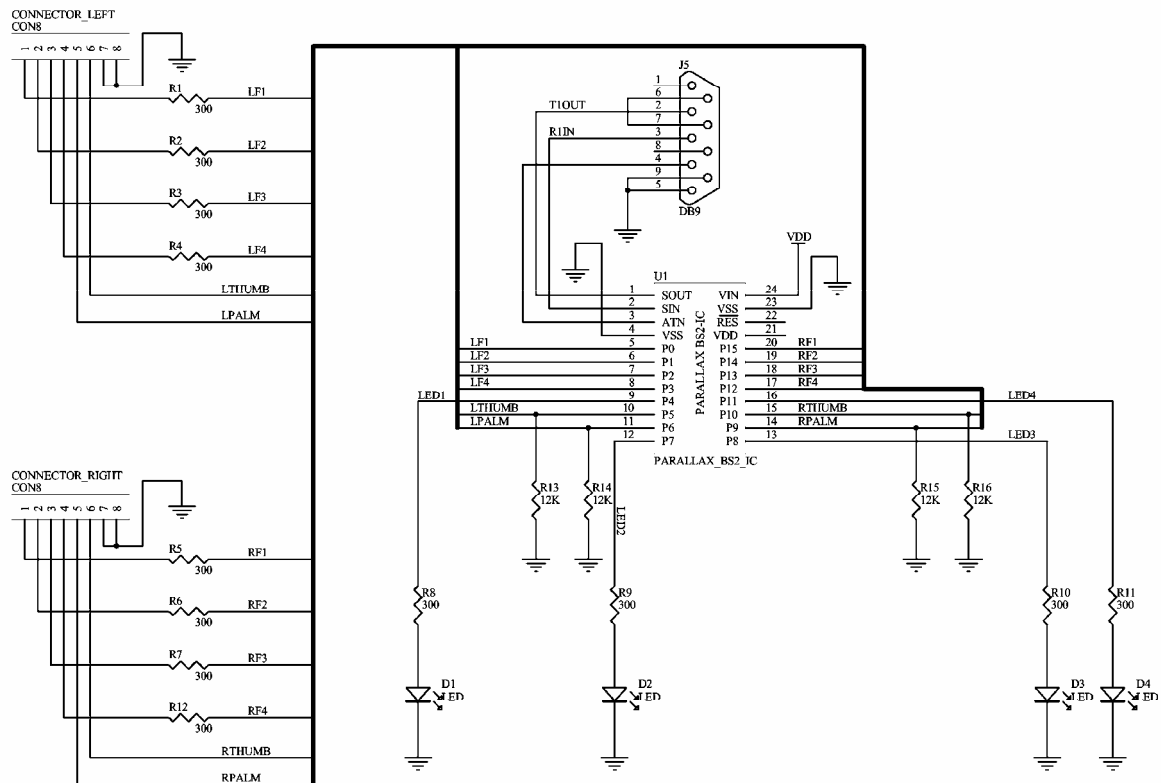 CONNECTOR_LEFT
CON8
1 2 3 4 5 6 7 8
R1 LF1
300
R2 LF2
300
R3 LF3
300
R4 LF4
300
LTHUMB
LPALM
J5
1
6
T1OUT 2
7
R1IN 3
8
4
9
5
DB9
VDD
U1
1 SOUT VIN 24
2 SIN VSS 23
3 ATN RES 22
4 VSS VDD 21
LF1 5 P0 P15 20 RF1
LF2 6 P1 P14 19 RF2
LF3 7 P2 P13 18 RF3
LF4 8 P3 P12 17 RF4
LED1 9 P4 P11 16 LED4
LTHUMB 10 P5 P10 15 RTHUMB
LPALM 11 P6 P9 14 RPALM
12 P7 P8 13 LED3
PARALLAX BS2-IC
PARALLAX_BS2_IC
CONNECTOR_RIGHT
CON8
1 2 3 4 5 6 7 8
R13 R14 R15 R16
12K 12K 12K 12K
LED2
R5 RF1
300
R6 RF2
300
R7 RF3
300
R12 RF4
300
RTHUMB
RPALM
R8 R9 R10 R11
300 300 300 300
D1 D2 D3 D4
LED LED LED LED